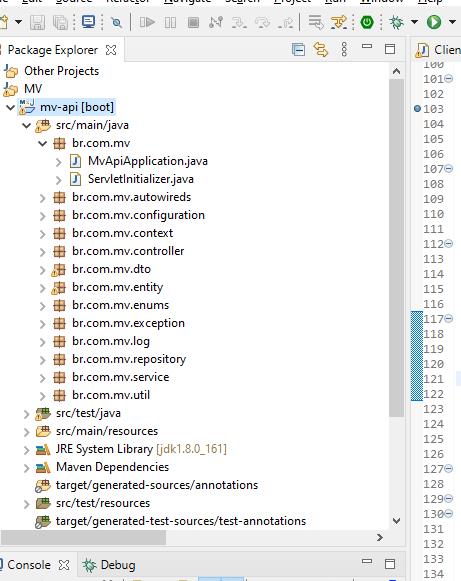 Package Explorer
Clien
Other Projects
MV
mv-api [boot]
src/main/java
br.com.mv
MvApiApplication.java
ServletInitializer.java
br.com.mv.autowireds
br.com.mv.configuration
br.com.mv.context
br.com.mv.controller
br.com.mv.dto
br.com.mv.entity
br.com.mv.enums
br.com.mv.exception
br.com.mv.log
br.com.mv.repository
br.com.mv.service
br.com.mv.util
src/test/java
src/main/resources
JRE System Library [jdk1.8.0_161]
Maven Dependencies
target/generated-sources/annotations
src/test/resources
target/generated-test-sources/test-annotations
Console
Debug
100
101
103
104
105
106
107
109
110
111
112
113
114
115
116
117
118
119
120
121
122
123
124
125
126
127
128
129
130
131
132
133
134